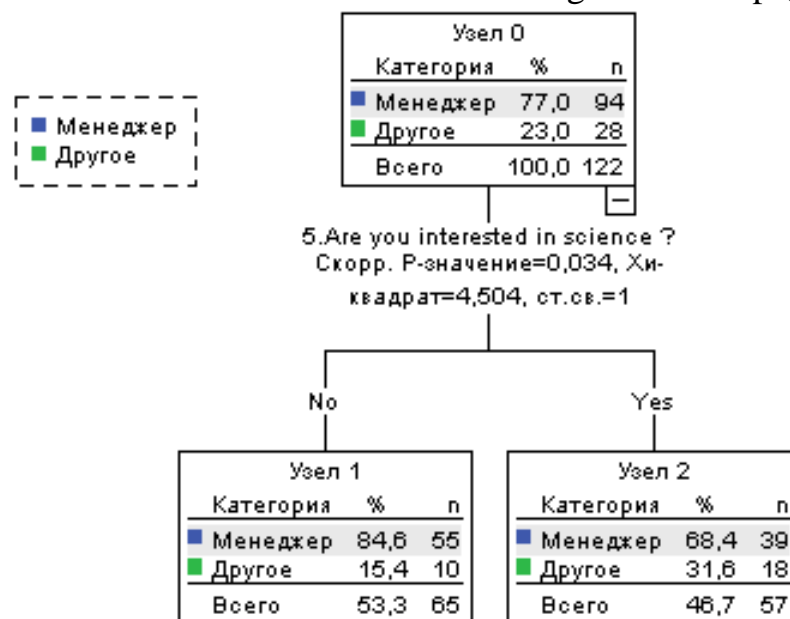 Узел 0
Категория % n
Менеджер 77,0 94
Другое 23,0 28
Всего 100,0 122
Менеджер
Другое
5.Are you interested in science ?
Скорр. P-значение=0,034, Хи-
квадрат=4,504, ст.св.=1
No
Yes
Узел 1
Категория % n
Менеджер 84,6 55
Другое 15,4 10
Всего 53,3 65
Узел 2
Категория % n
Менеджер 68,4 39
Другое 31,6 18
Всего 46,7 57